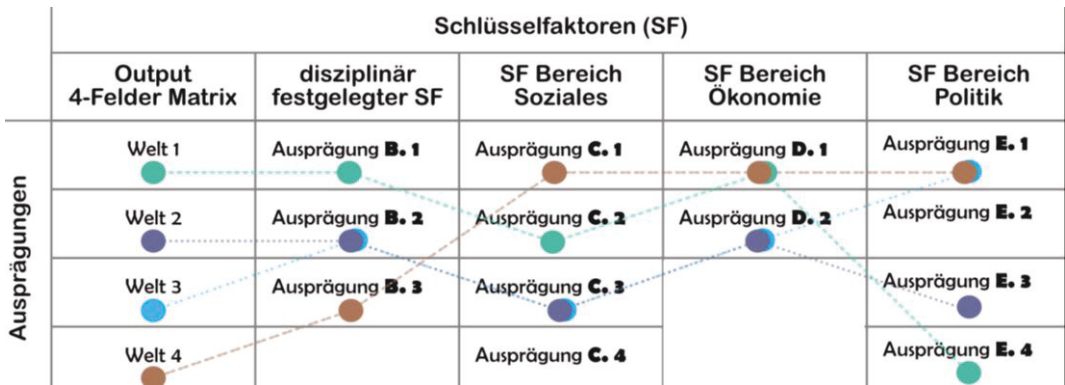 Schlüsselfaktoren (SF)
Output
4-Felder Matrix
disziplinär
festgelegter SF
SF Bereich
Soziales
SF Bereich
Ökonomie
SF Bereich
Politik
Ausprägungen
Welt 1
Ausprägung B. 1
Ausprägung C. 1
Ausprägung D. 1
Ausprägung E. 1
Welt 2
Ausprägung B. 2
Ausprägung C. 2
Ausprägung D. 2
Ausprägung E. 2
Welt 3
Ausprägung B. 3
Ausprägung C. 3
Ausprägung E. 3
Welt 4
Ausprägung C. 4
Ausprägung E. 4